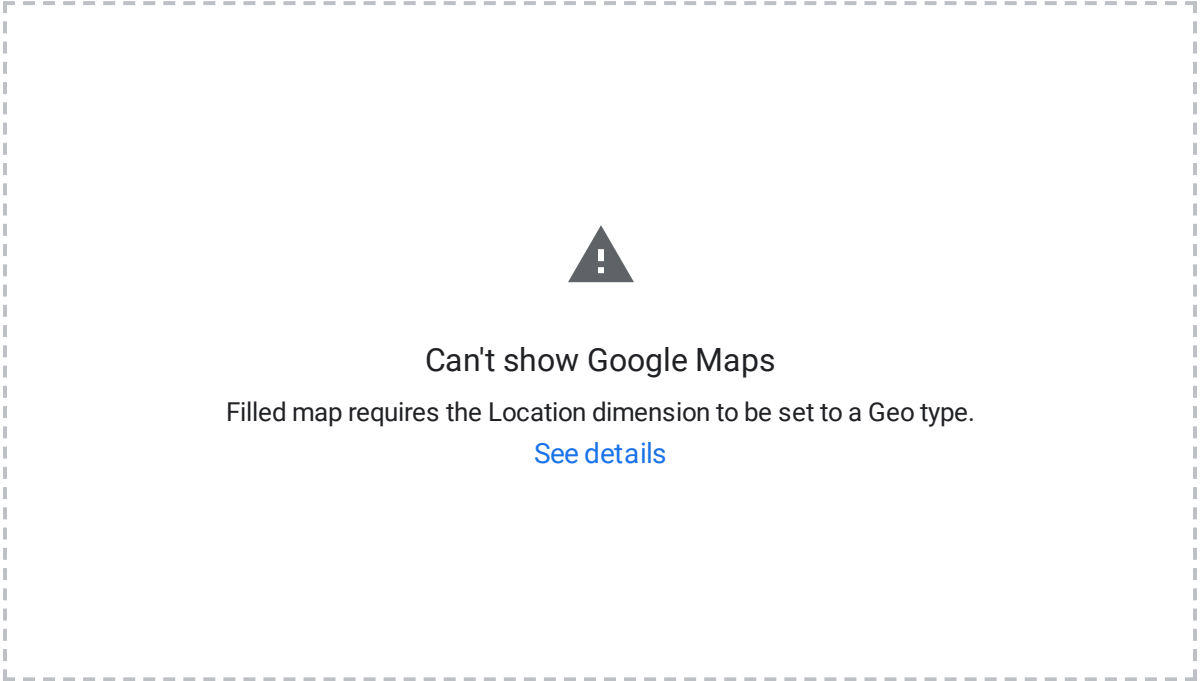 Can't show Google Maps
Filled map requires the Location dimension to be set to a Geo type.
See details